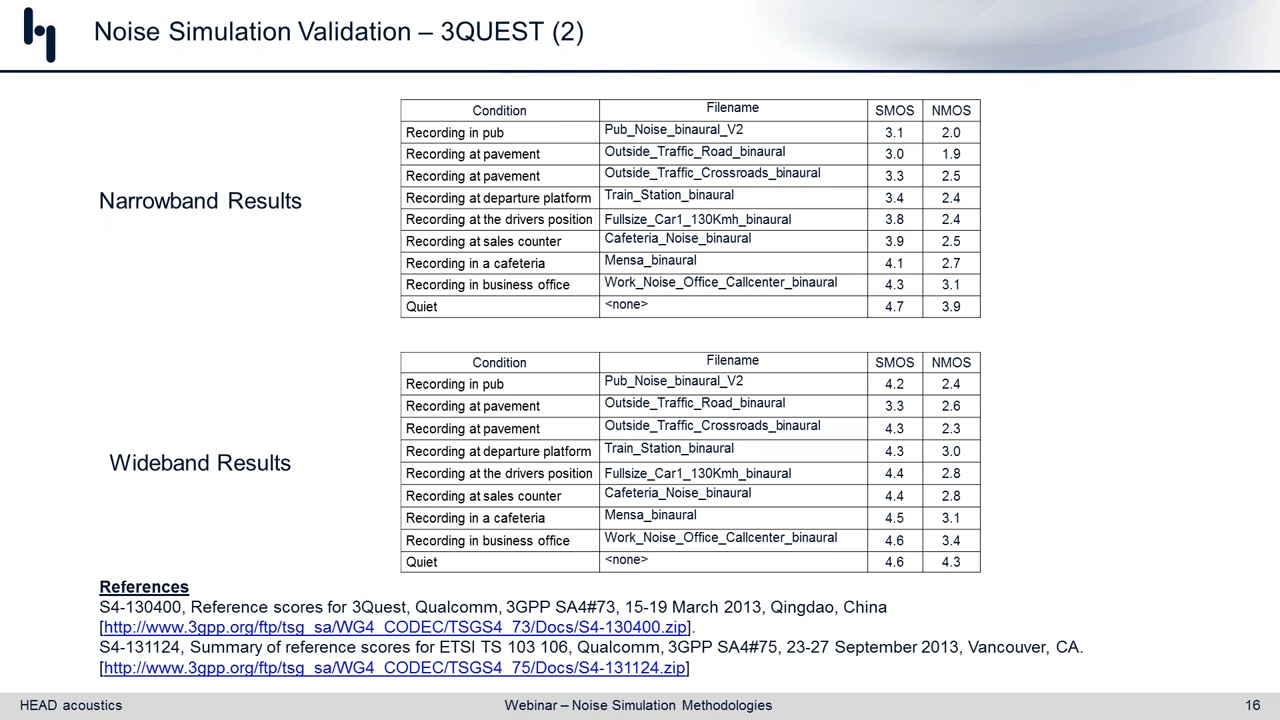 Noise Simulation Validation – 3QUEST (2)
Narrowband Results
Condition Filename SMOS NMOS
Recording in pub Pub_Noise_binaural_V2 3.1 2.0
Recording at pavement Outside_Traffic_Road_binaural 3.0 1.9
Recording at pavement Outside_Traffic_Crossroads_binaural 3.3 2.5
Recording at departure platform Train_Station_binaural 3.4 2.4
Recording at the drivers position Fullsize_Car1_130Kmh_binaural 3.8 2.4
Recording at sales counter Cafeteria_Noise_binaural 3.9 2.5
Recording in a cafeteria Mensa_binaural 4.1 2.7
Recording in business office Work_Noise_Office_Callcenter_binaural 4.3 3.1
Quiet <none> 4.7 3.9
Wideband Results
Condition Filename SMOS NMOS
Recording in pub Pub_Noise_binaural_V2 4.2 2.4
Recording at pavement Outside_Traffic_Road_binaural 3.3 2.6
Recording at pavement Outside_Traffic_Crossroads_binaural 4.3 2.3
Recording at departure platform Train_Station_binaural 4.3 3.0
Recording at the drivers position Fullsize_Car1_130Kmh_binaural 4.4 2.8
Recording at sales counter Cafeteria_Noise_binaural 4.4 2.8
Recording in a cafeteria Mensa_binaural 4.5 3.1
Recording in business office Work_Noise_Office_Callcenter_binaural 4.6 3.4
Quiet <none> 4.6 4.3
References
S4-130400, Reference scores for 3Quest, Qualcomm, 3GPP SA4#73, 15-19 March 2013, Qingdao, China
[http://www.3gpp.org/ftp/tsg_sa/WG4_CODEC/TSGS4_73/Docs/S4-130400.zip].
S4-131124, Summary of reference scores for ETSI TS 103 106, Qualcomm, 3GPP SA4#75, 23-27 September 2013, Vancouver, CA.
[http://www.3gpp.org/ftp/tsg_sa/WG4_CODEC/TSGS4_75/Docs/S4-131124.zip]
HEAD acoustics Webinar – Noise Simulation Methodologies 16